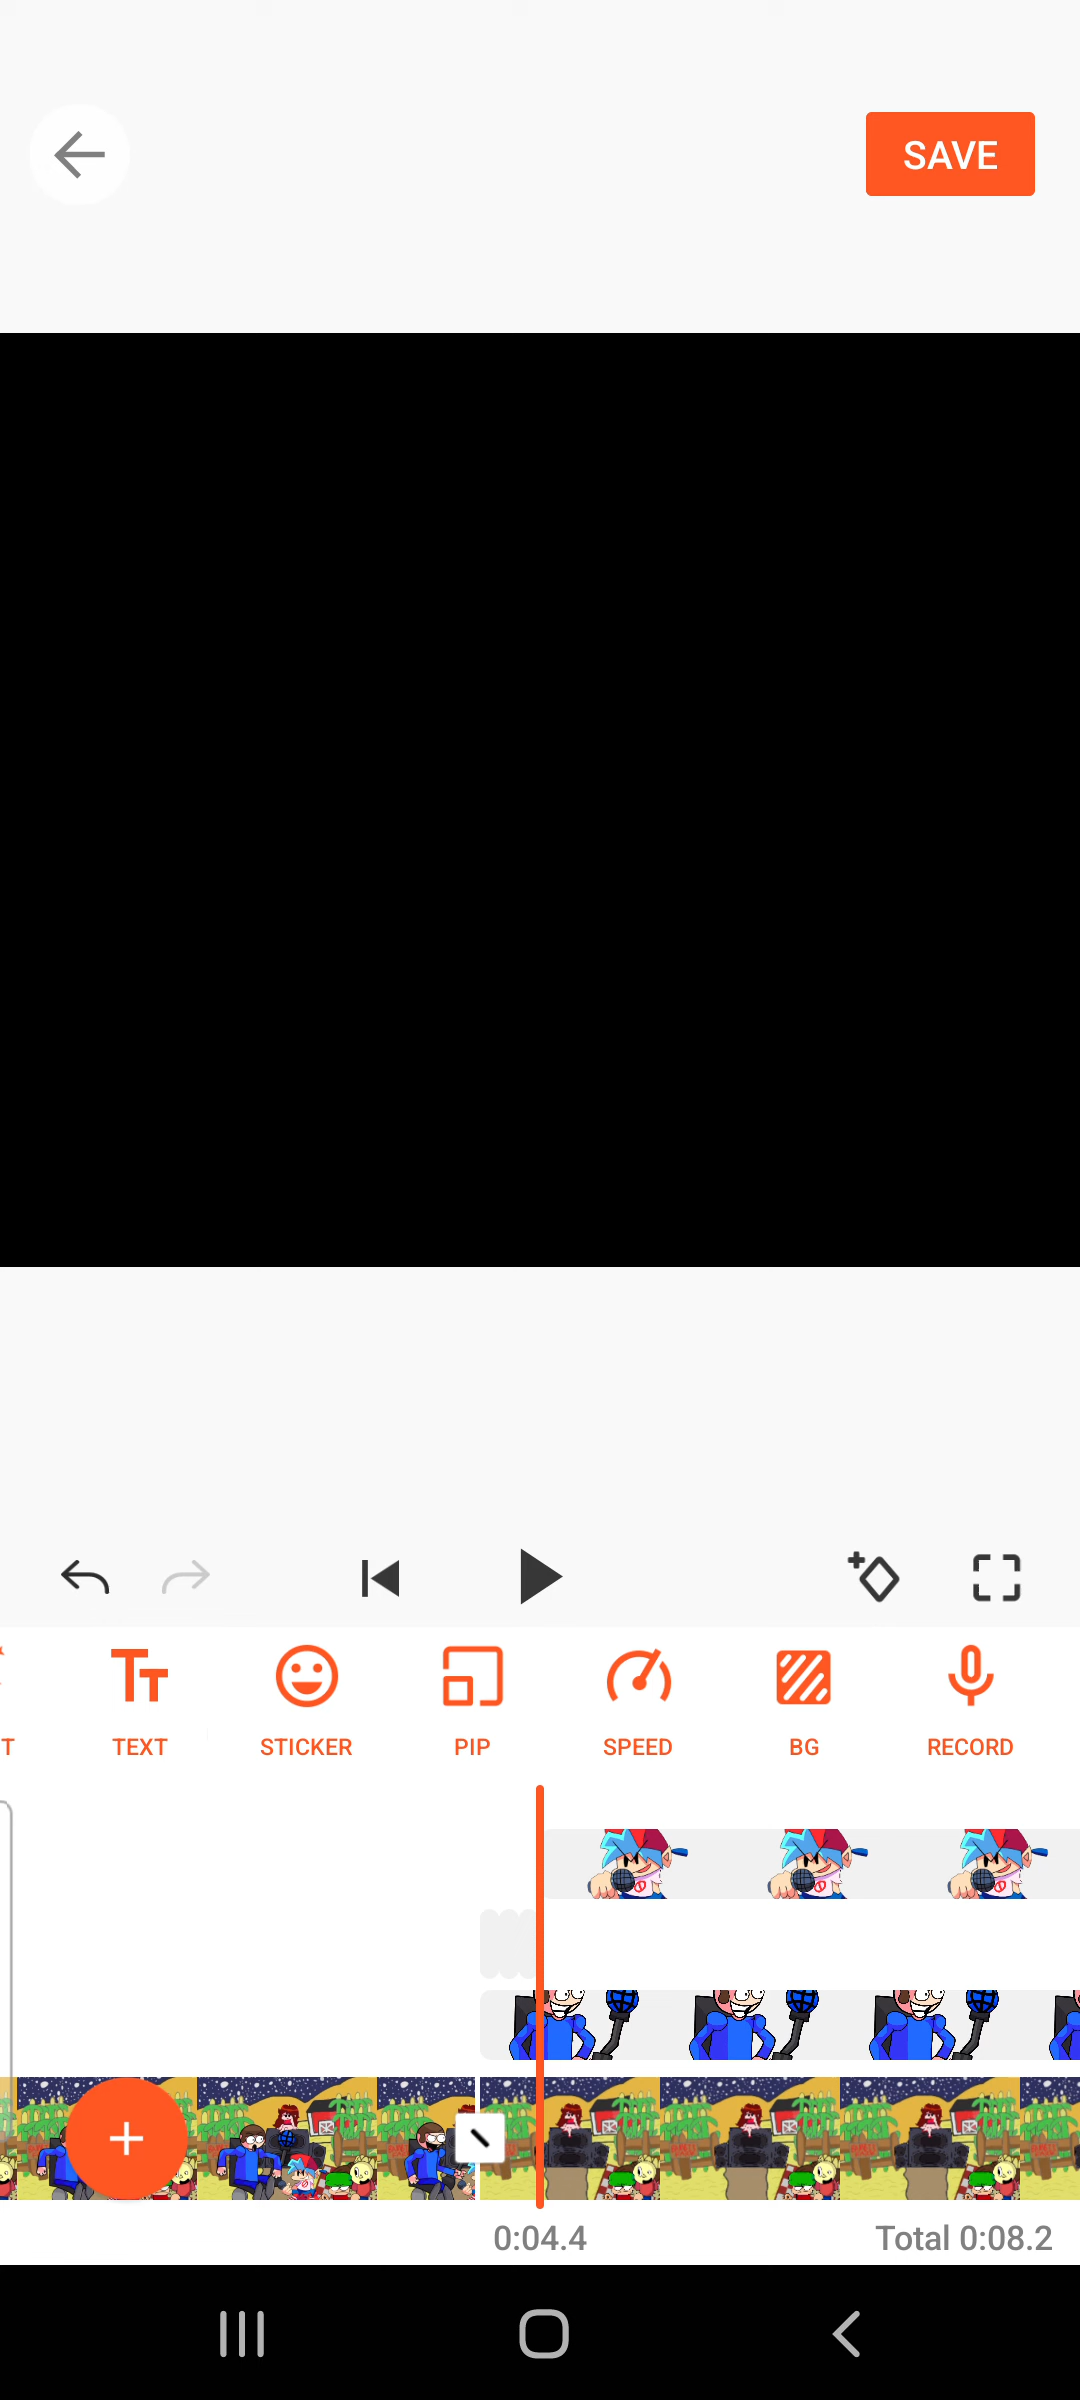 SAVE
T
TEXT
STICKER
PIP
SPEED
BG
RECORD
0:04.4
Total 0:08.2